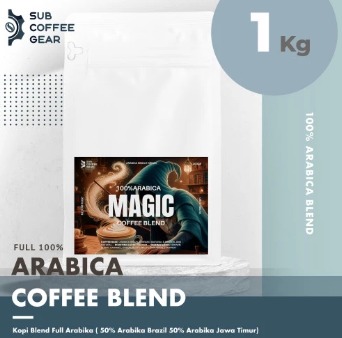 SUB
COFFEE
GEAR
1 Kg
100% ARABICA BLEND
100% ARABICA
MAGIC
COFFEE BLEND
FULL 100%
ARABICA
COFFEE BLEND
Kopi Blend Full Arabika ( 50% Arabika Brazil 50% Arabika Jawa Timur)